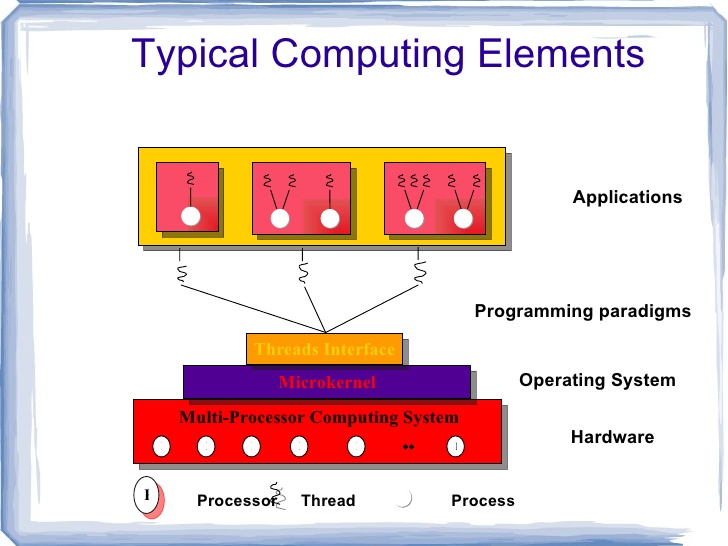 Typical Computing Elements
Applications
Programming paradigms
Threads Interface
Microkernel
Operating System
Multi-Processor Computing System
Hardware
Processor
Thread
Process